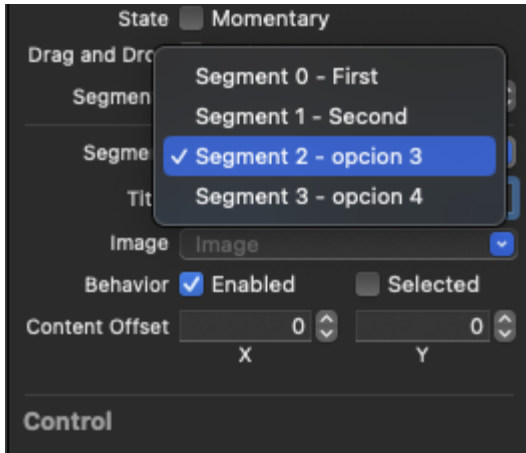 State Momentary
Drag and Dro
Segmen
Segment 0 - First
Segment 1 - Second
Segme ✓ Segment 2 - opcion 3
Tit
Segment 3 - opcion 4
Image Image
Behavior Enabled Selected
Content Offset 0 0
X Y
Control